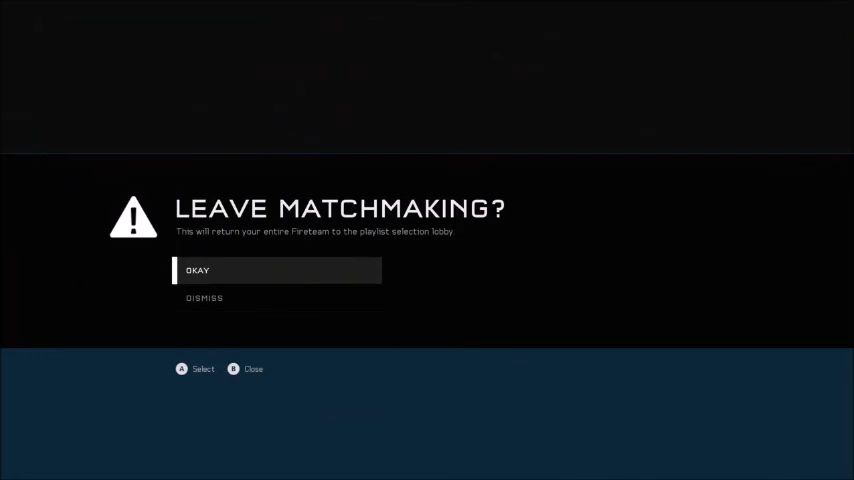 LEAVE MATCHMAKING?
This will return your entire Fireteam to the playlist selection lobby.
OKAY
DISMISS
A Select B Close